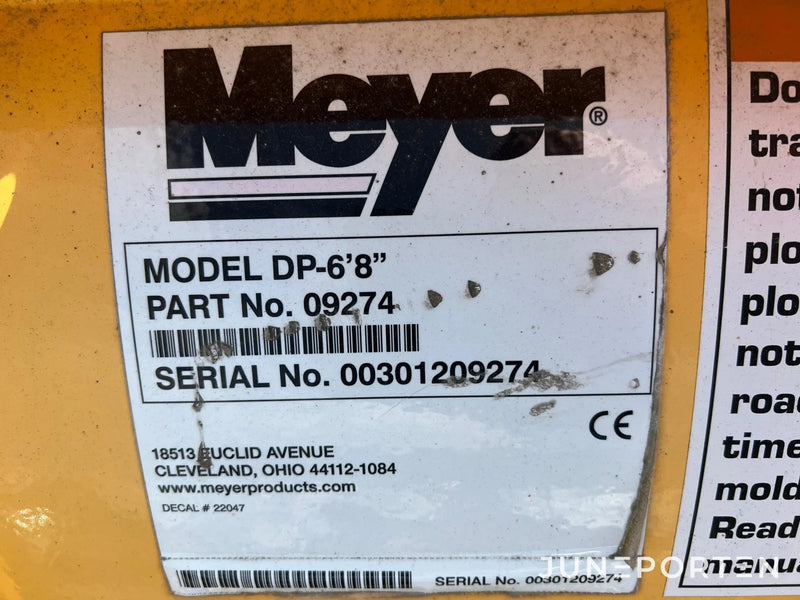 Meyer®
MODEL DP-6'8"
PART No. 09274
SERIAL No. 00301209274
CE
18513 EUCLID AVENUE
CLEVELAND, OHIO 44112-1084
www.meyerproducts.com
DECAL # 22047
SERIAL No. 00301209274
Do
tra
not
plo
plo
not
road
time
mold
Read
manua
JUNEPORTEN